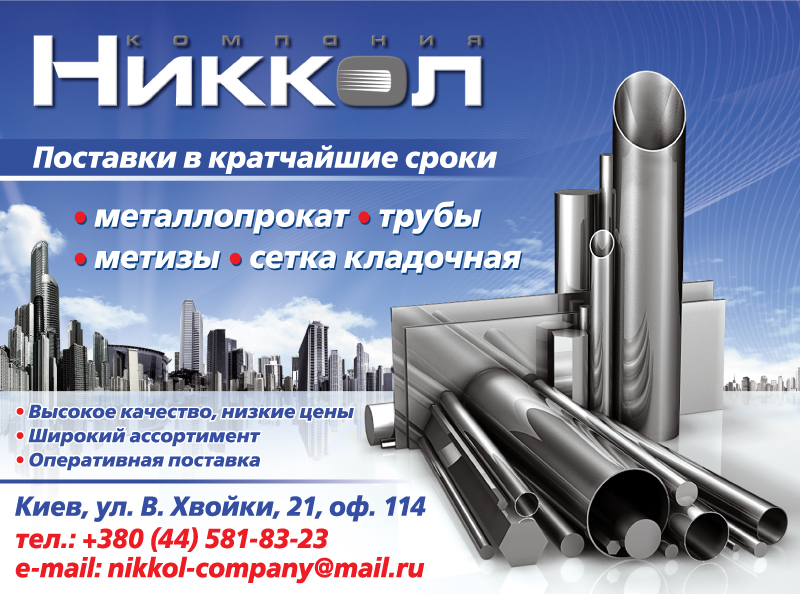 компания
Никкол
Поставки в кратчайшие сроки
• металлопрокат • трубы
• метизы • сетка кладочная
• Высокое качество, низкие цены
• Широкий ассортимент
• Оперативная поставка
Киев, ул. В. Хвойки, 21, оф. 114
тел.: +380 (44) 581-83-23
e-mail: nikkol-company@mail.ru